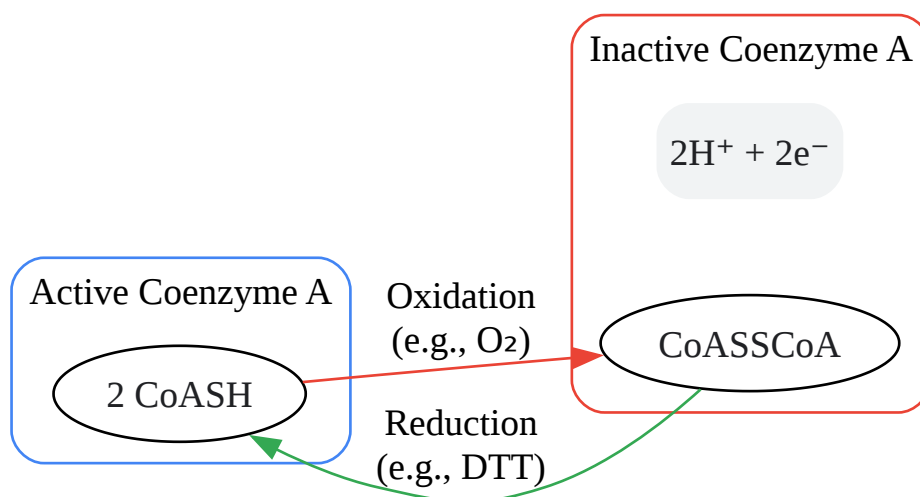 Inactive Coenzyme A
2H⁺ + 2e⁻
Active Coenzyme A
2 CoASH
Oxidation
(e.g., O₂)
CoASSCoA
Reduction
(e.g., DTT)